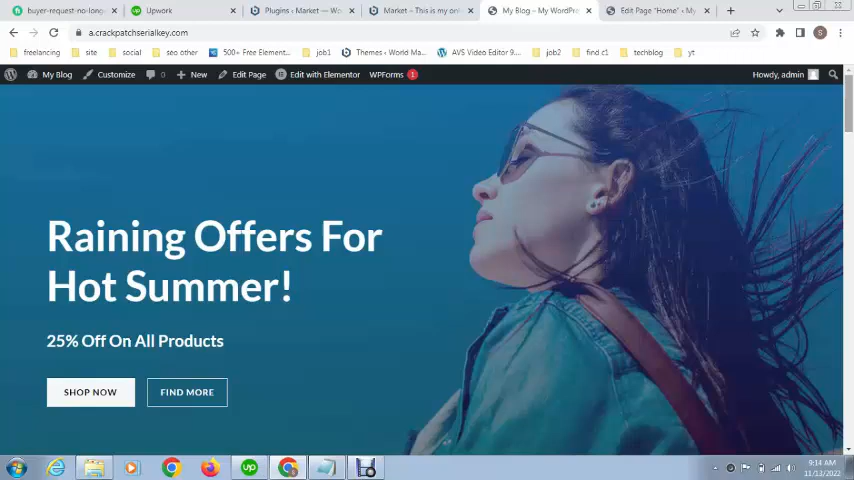 buyer-request-no-long
Upwork
Plugins ‹ Market — Wo
Market – This is my onl
My Blog – My WordPre
Edit Page "Home" ‹ My
a.crackpatchserialkey.com
freelancing
site
social
seo other
500+ Free Element...
job1
Themes ‹ World Ma...
AVS Video Editor 9....
job2
find c1
techblog
yt
My Blog
Customize
0
New
Edit Page
Edit with Elementor
WPForms 1
Howdy, admin
Raining Offers For
Hot Summer!
25% Off On All Products
SHOP NOW
FIND MORE
9:14 AM
11/13/2022